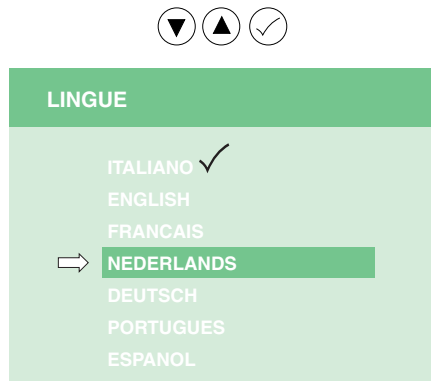 LINGUE
ITALIANO
ENGLISH
FRANCAIS
NEDERLANDS
DEUTSCH
PORTUGUES
ESPANOL